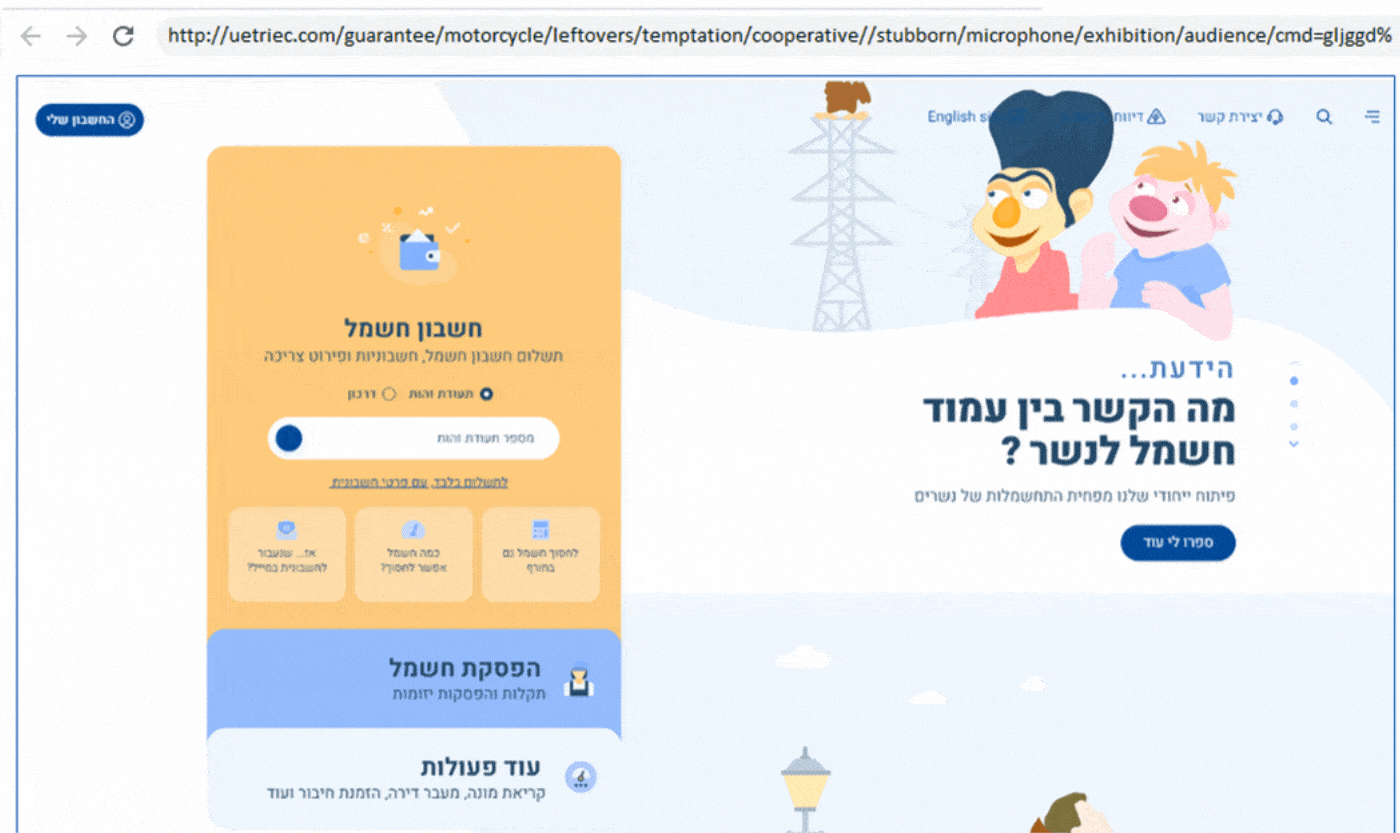 http://uetriec.com/guarantee/motorcycle/leftovers/temptation/cooperative//stubborn/microphone/exhibition/audience/cmd=gljggd%
יצירת קשר
דיווח
English
החשבון שלי
הידעת...
מה הקשר בין עמוד
חשמל לנשר ?
פיתוח ייחודי שלנו מפחית התחשמלות של נשרים
ספרו לי עוד
חשבון חשמל
תשלום חשבון חשמל, חשבוניות ופירוט צריכה
תעודת זהות
דרכון
מספר תעודת זהות
לתשלום בלבד, עם פרטי חשבונית
לחסוך חשמל גם
בחורף
כמה חשמל
אפשר לחסוך?
אז... שנעבור
לחשבונית במייל?
הפסקת חשמל
תקלות והפסקות יזומות
עוד פעולות
קריאת מונה, מעבר דירה, הזמנת חיבור ועוד